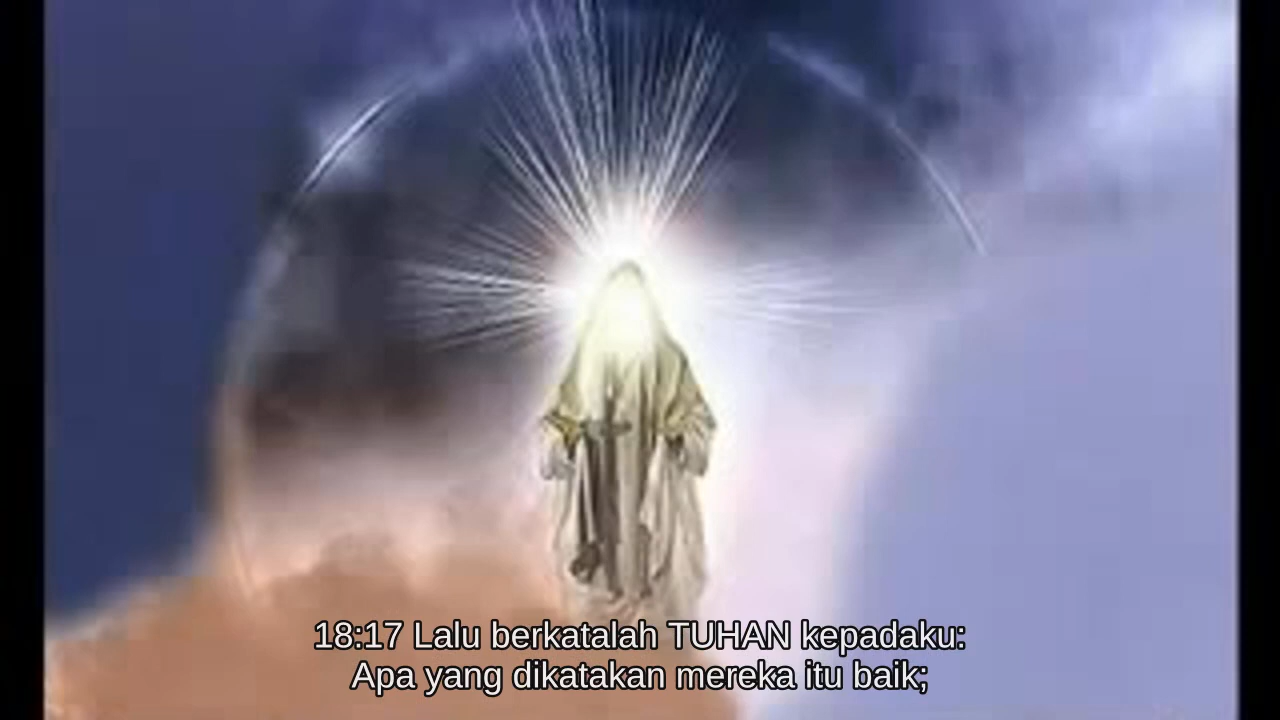 18:17 Lalu berkatalah TUHAN kepadaku:
Apa yang dikatakan mereka itu baik;